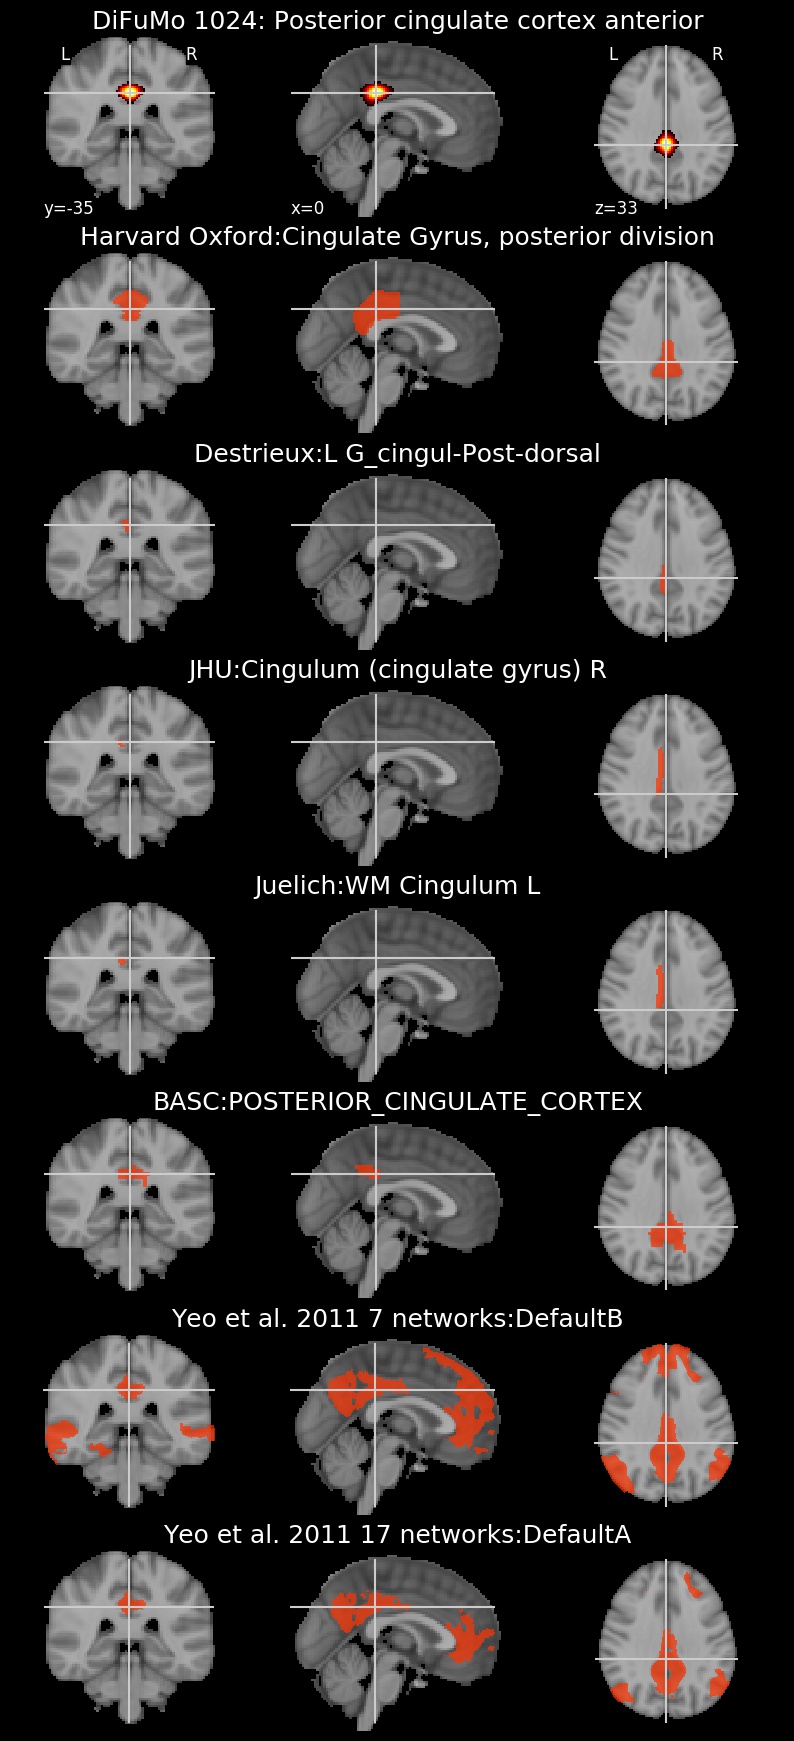 DiFuMo 1024: Posterior cingulate cortex anterior
L R L R
y=-35 x=0 z=33
Harvard Oxford:Cingulate Gyrus, posterior division
Destrieux:L G_cingul-Post-dorsal
JHU:Cingulum (cingulate gyrus) R
Juelich:WM Cingulum L
BASC:POSTERIOR_CINGULATE_CORTEX
Yeo et al. 2011 7 networks:DefaultB
Yeo et al. 2011 17 networks:DefaultA